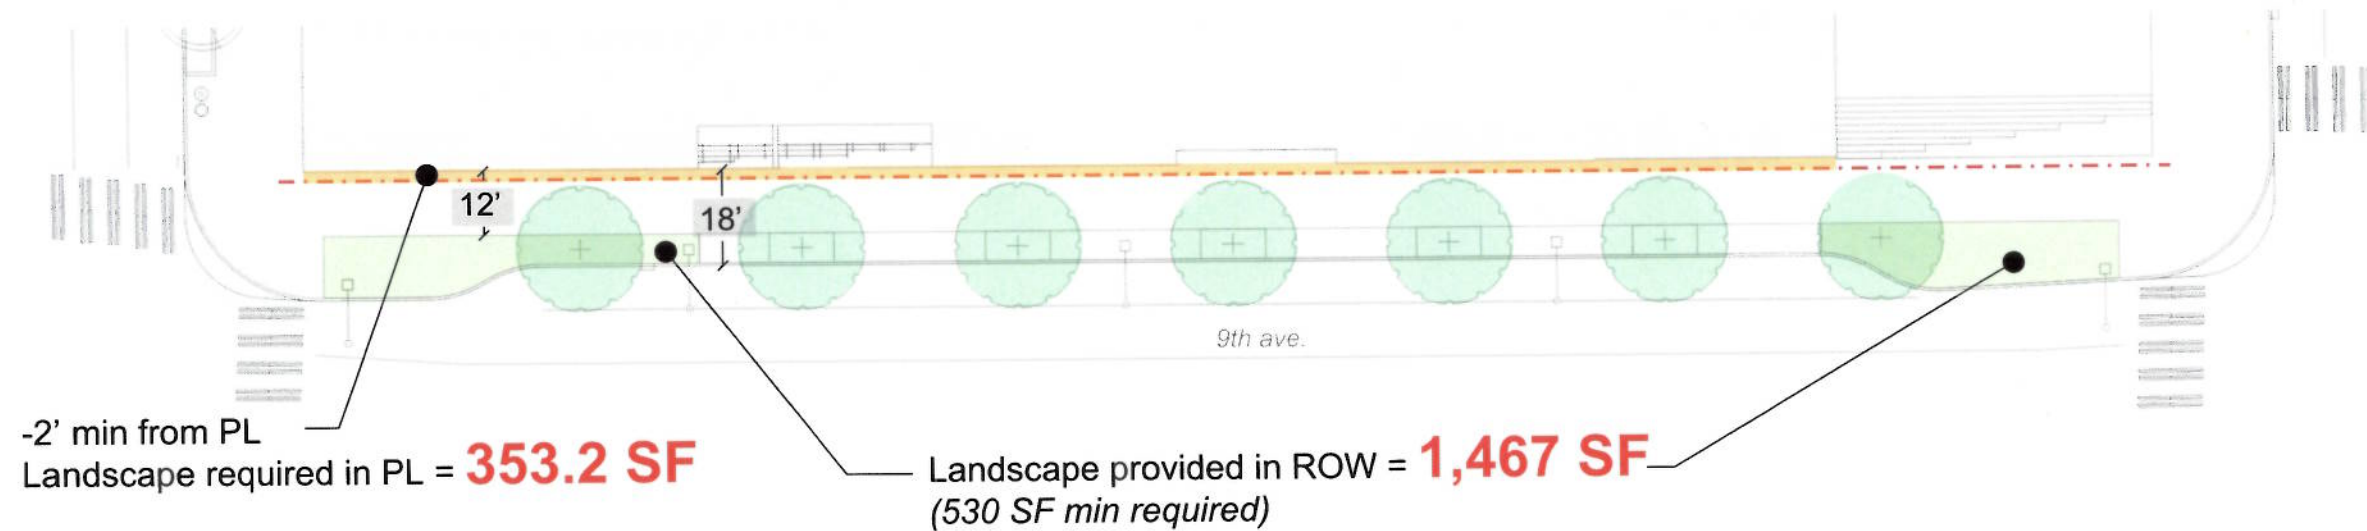 12'
18'
9th ave.
-2' min from PL
Landscape required in PL = 353.2 SF
Landscape provided in ROW = 1,467 SF
(530 SF min required)